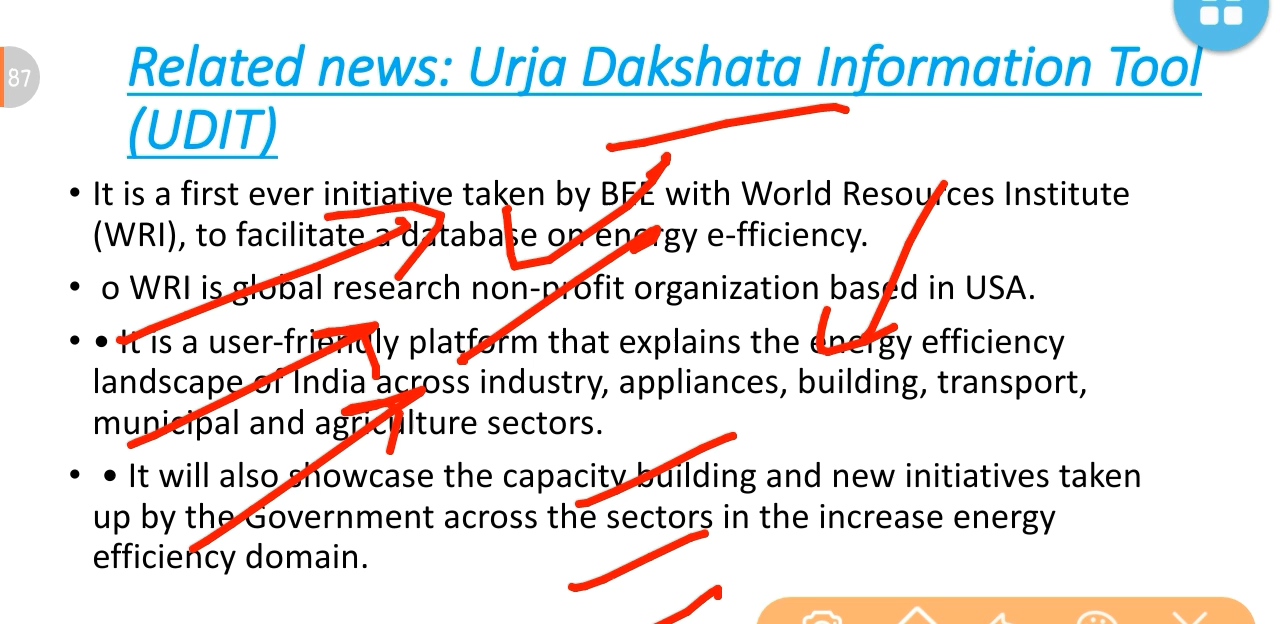 87
Related news: Urja Dakshata Information Tool
(UDIT)
• It is a first ever initiative taken by BEE with World Resources Institute
(WRI), to facilitate a database on energy e-fficiency.
• o WRI is global research non-profit organization based in USA.
• • It is a user-friendly platform that explains the energy efficiency
landscape of India across industry, appliances, building, transport,
municipal and agriculture sectors.
• • It will also showcase the capacity building and new initiatives taken
up by the Government across the sectors in the increase energy
efficiency domain.